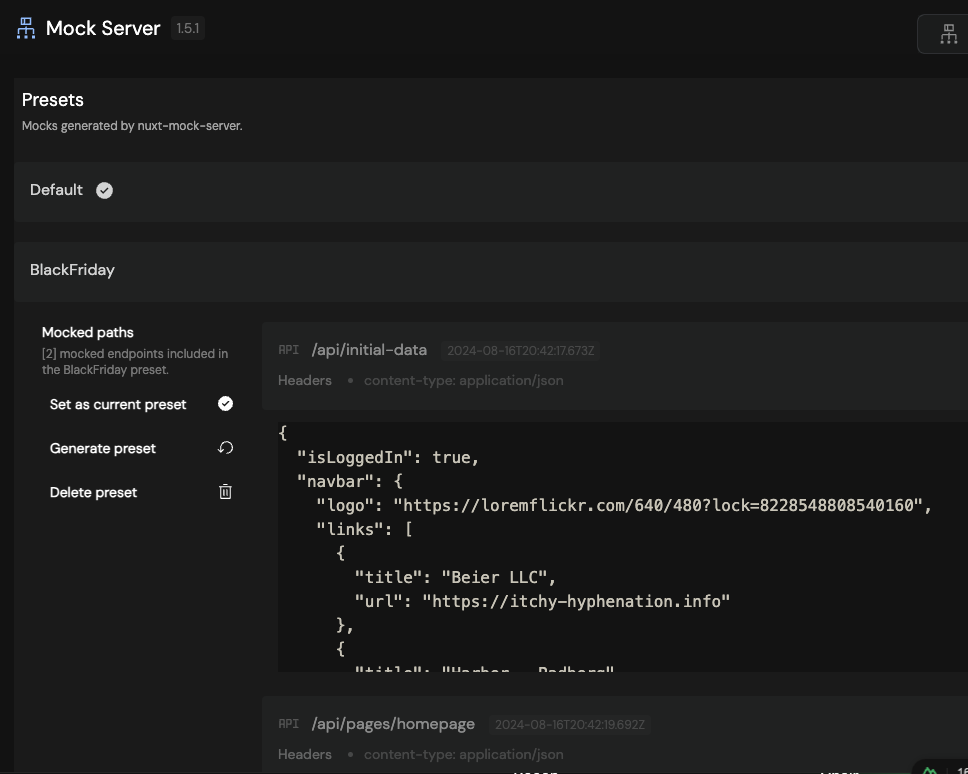 Mock Server 1.5.1
Presets
Mocks generated by nuxt-mock-server.
Default
BlackFriday
Mocked paths
[2] mocked endpoints included in
the BlackFriday preset.
Set as current preset
Generate preset
Delete preset
API /api/initial-data 2024-08-16T20:42:17.673Z
Headers • content-type: application/json
{
"isLoggedIn": true,
"navbar": {
"logo": "https://loremflickr.com/640/480?lock=8228548808540160",
"links": [
{
"title": "Beier LLC",
"url": "https://itchy-hyphenation.info"
},
{
"title":
API /api/pages/homepage 2024-08-16T20:42:19.692Z
Headers • content-type: application/json